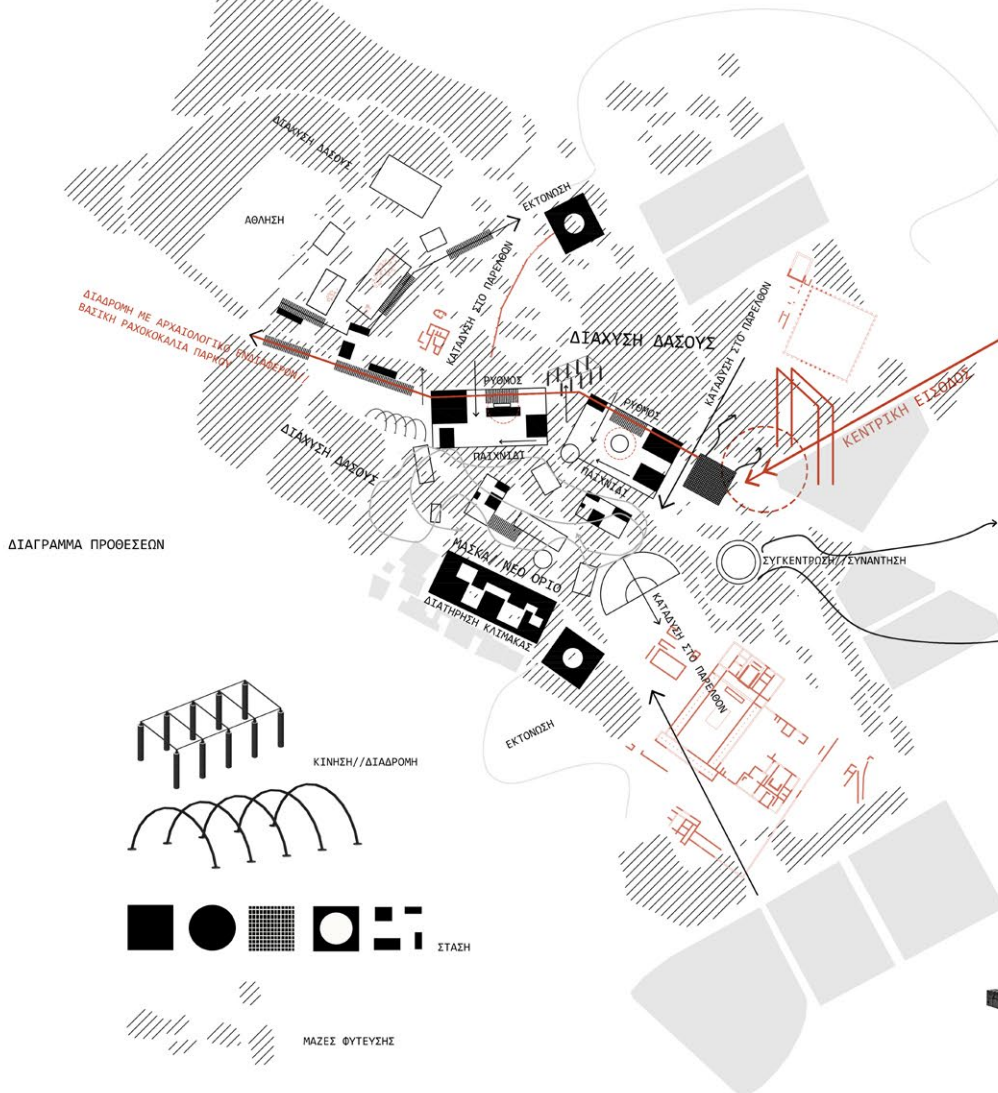 ΔΙΑΧΥΣΗ ΔΑΣΟΥΣ
ΕΚΤΟΝΩΣΗ
ΑΘΛΗΣΗ
ΚΑΤΑΔΥΣΗ ΣΤΟ ΠΑΡΕΛΘΟΝ
ΔΙΑΔΡΟΜΗ ΜΕ ΑΡΧΑΙΟΛΟΓΙΚΟ ΕΝΔΙΑΦΕΡΟΝ//
ΒΑΣΙΚΗ ΡΑΧΟΚΟΚΑΛΙΑ ΠΑΡΚΟΥ
ΔΙΑΧΥΣΗ ΔΑΣΟΥΣ
ΚΑΤΑΔΥΣΗ ΣΤΟ ΠΑΡΕΛΘΟΝ
ΡΥΘΜΟΣ
ΡΥΘΜΟΣ
ΚΕΝΤΡΙΚΗ ΕΙΣΟΔΟΣ
ΔΙΑΧΥΣΗ ΔΑΣΟΥΣ
ΠΑΙΧΝΙΔΙ
ΠΑΙΧΝΙΔΙ
ΔΙΑΓΡΑΜΜΑ ΠΡΟΘΕΣΕΩΝ
ΜΑΣΚΑ//ΝΕΟ ΟΡΙΟ
ΣΥΓΚΕΝΤΡΩΣΗ//ΣΥΝΑΝΤΗΣΗ
ΔΙΑΤΗΡΗΣΗ ΚΛΙΜΑΚΑΣ
ΚΑΤΑΔΥΣΗ ΣΤΟ ΠΑΡΕΛΘΟΝ
ΕΚΤΟΝΩΣΗ
ΚΙΝΗΣΗ//ΔΙΑΔΡΟΜΗ
ΣΤΑΣΗ
ΜΑΖΕΣ ΦΥΤΕΥΣΗΣ